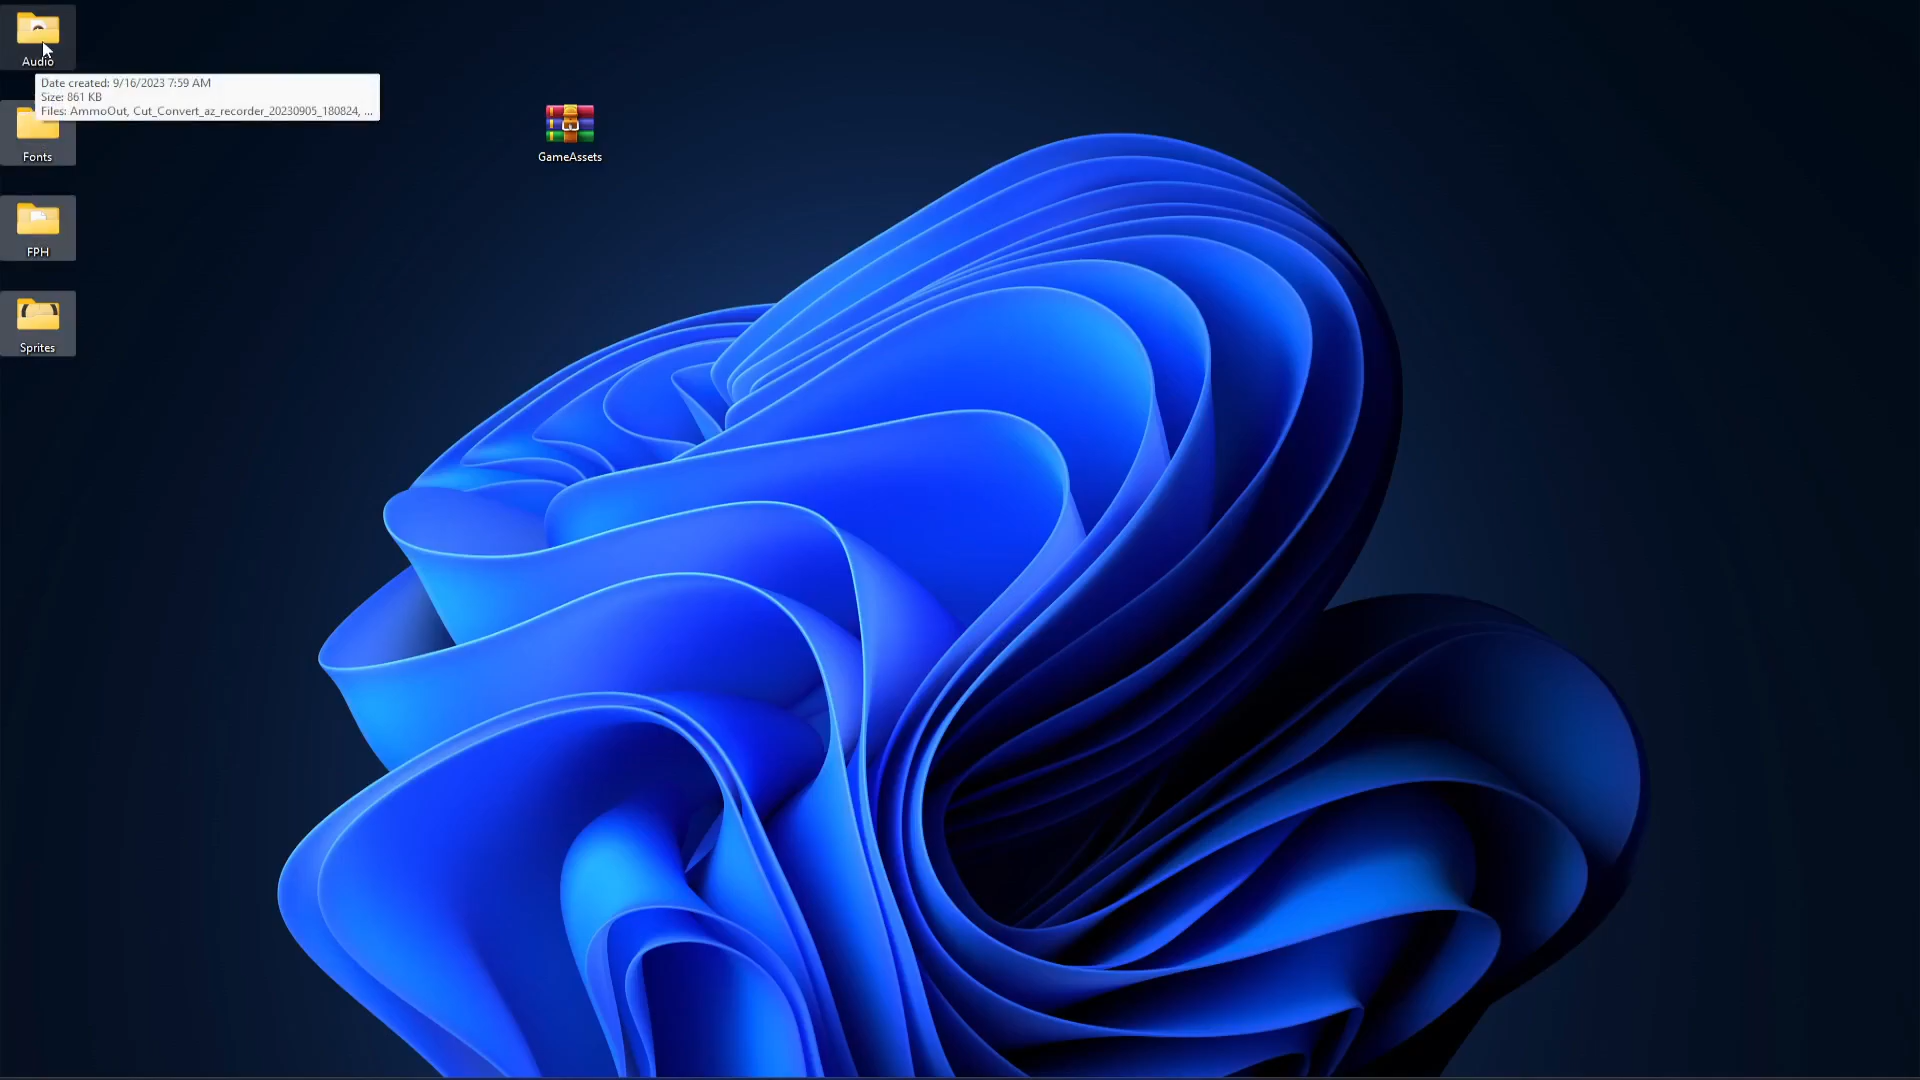 Audio
Date created: 9/16/2023 7:59 AM
Size: 861 KB
Files: AmmoOut, Cut_Convert_az_recorder_20230905_180824, ...
Fonts
GameAssets
FPH
Sprites